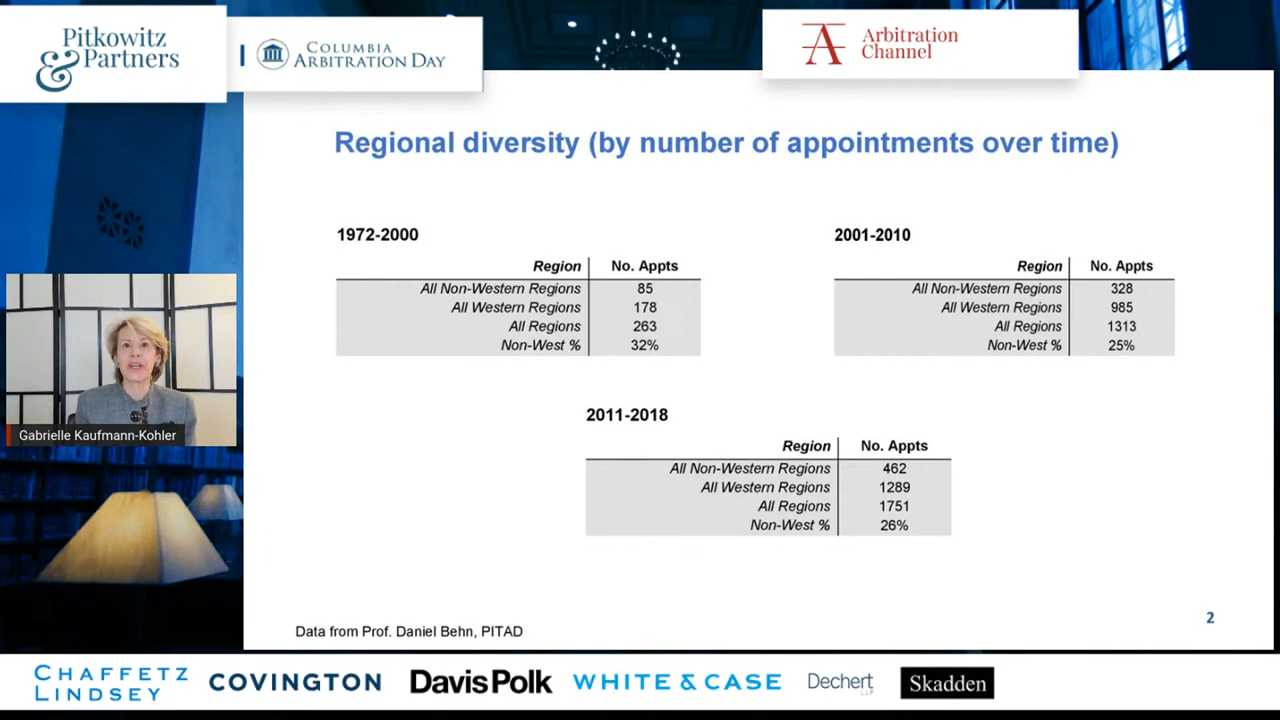 Pitkowitz
& Partners
COLUMBIA
ARBITRATION DAY
A Arbitration
Channel
Regional diversity (by number of appointments over time)
1972-2000
Region No. Appts
All Non-Western Regions 85
All Western Regions 178
All Regions 263
Non-West % 32%
2001-2010
Region No. Appts
All Non-Western Regions 328
All Western Regions 985
All Regions 1313
Non-West % 25%
Gabrielle Kaufmann-Kohler
2011-2018
Region No. Appts
All Non-Western Regions 462
All Western Regions 1289
All Regions 1751
Non-West % 26%
2
Data from Prof. Daniel Behn, PITAD
CHAFFETZ
LINDSEY
COVINGTON
Davis Polk
WHITE & CASE
Dechert
LLP
Skadden